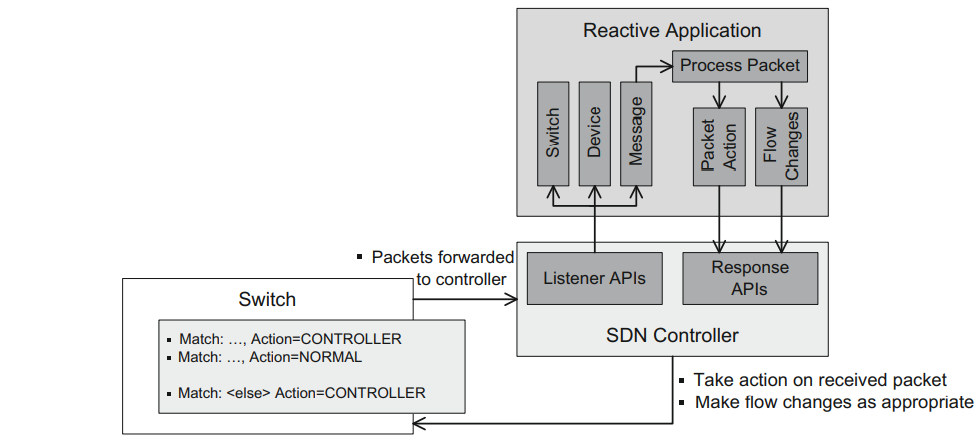 Reactive Application
Process Packet
Switch
Device
Message
Packet
Action
Flow
Changes
▪ Packets forwarded
to controller
Listener APIs
Response
APIs
SDN Controller
Switch
▪ Match: …, Action=CONTROLLER
▪ Match: …, Action=NORMAL
▪ Match: <else> Action=CONTROLLER
▪ Take action on received packet
▪ Make flow changes as appropriate